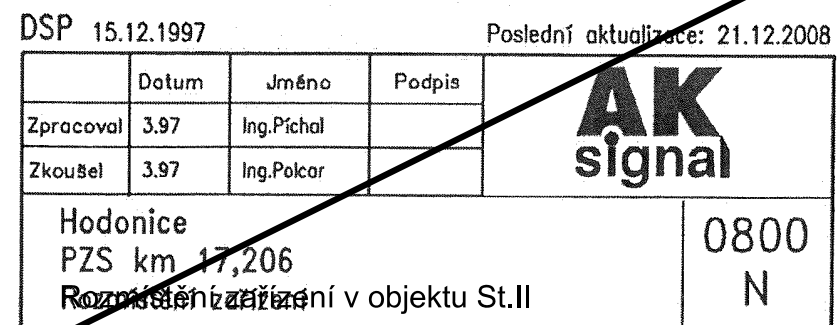 DSP 15.12.1997 Poslední aktualizace: 21.12.2008
Datum Jméno Podpis
Zpracoval 3.97 Ing.Píchal
Zkoušel 3.97 Ing.Polcar
AK
signal
Hodonice
PZS km 17,206
Rozmístění zařízení v objektu St.II
0800
N